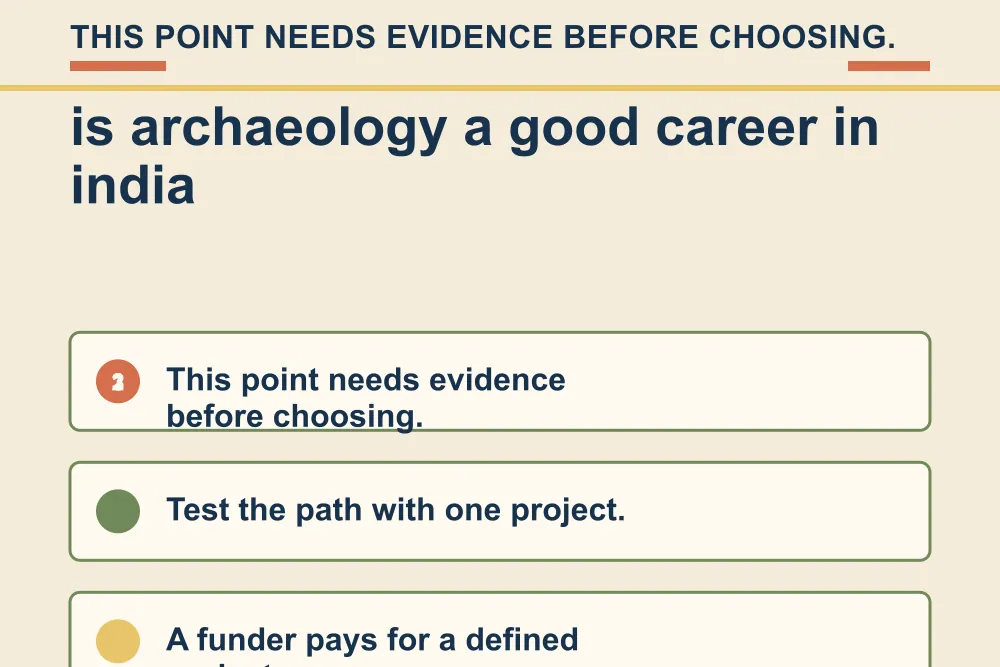 THIS POINT NEEDS EVIDENCE BEFORE CHOOSING.
is archaeology a good career in
india
This point needs evidence
before choosing.
Test the path with one project.
A funder pays for a defined